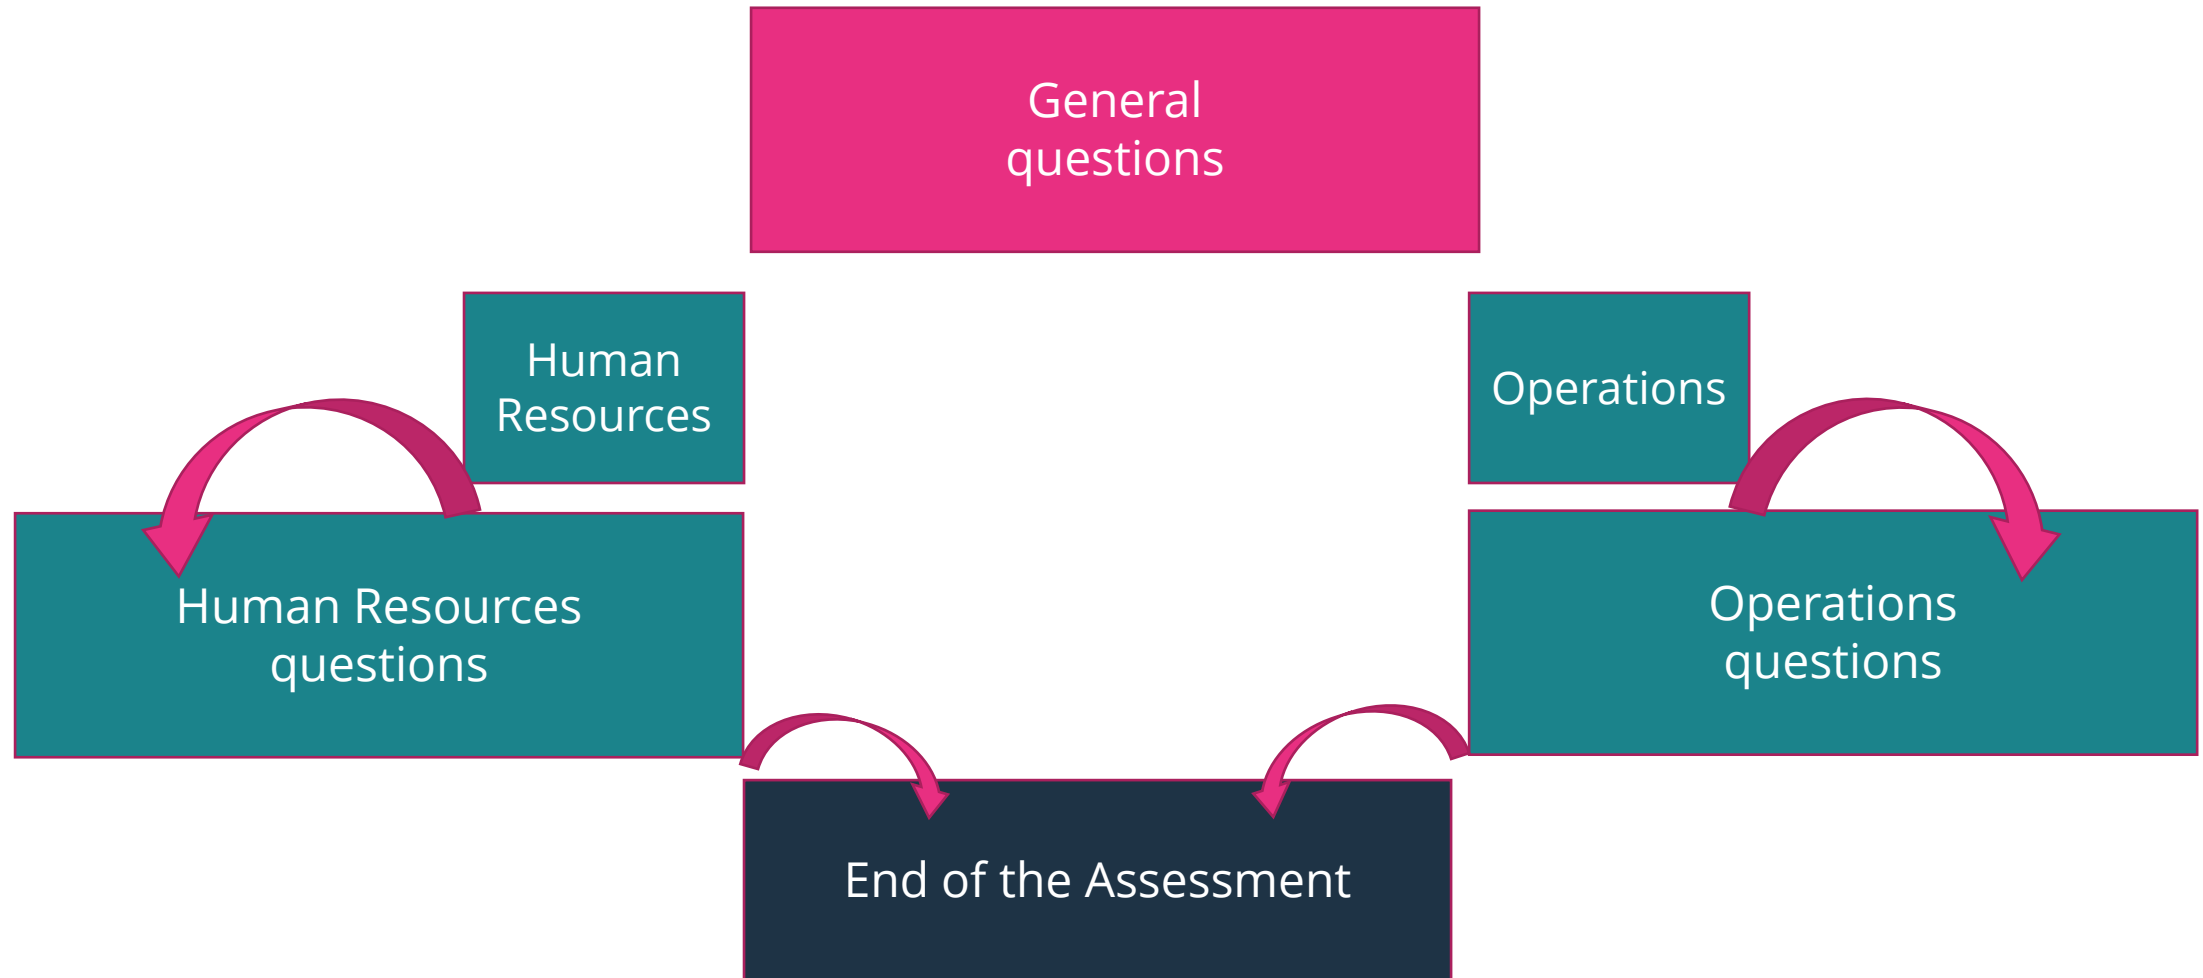 General
questions
Human
Resources
Operations
Human Resources
questions
Operations
questions
End of the Assessment